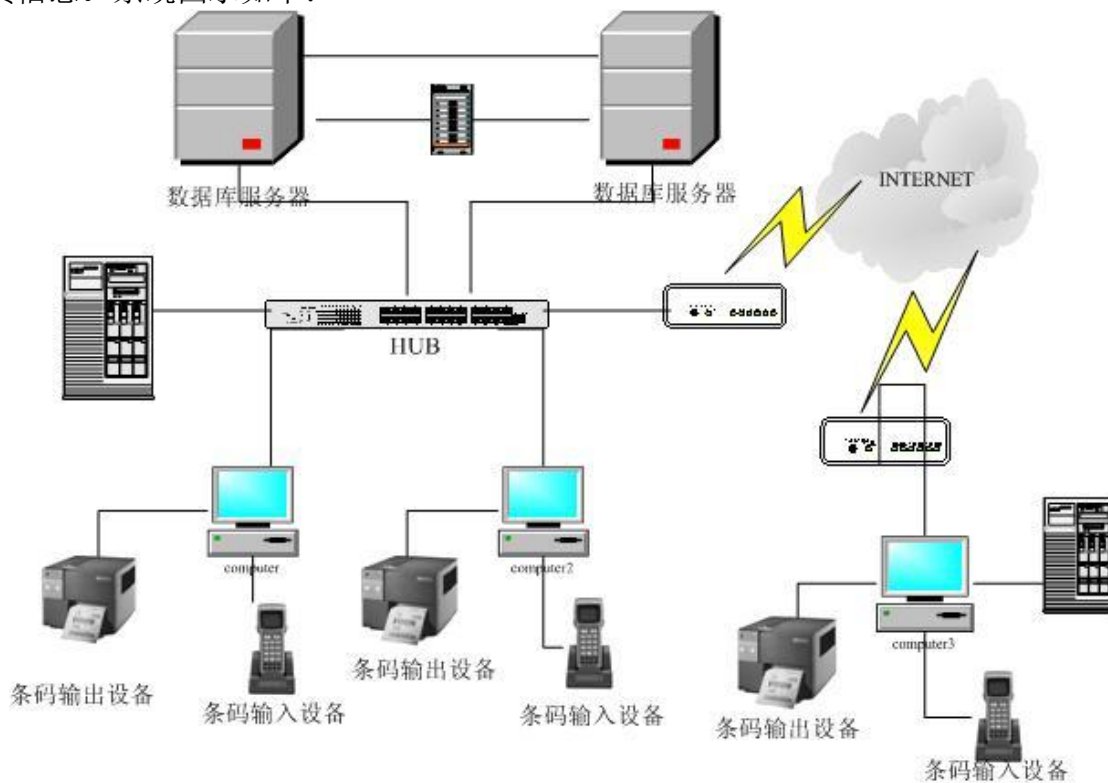 数据库服务器
数据库服务器
INTERNET
HUB
computer
computer2
computer3
条码输出设备
条码输入设备
条码输出设备
条码输入设备
条码输出设备
条码输入设备